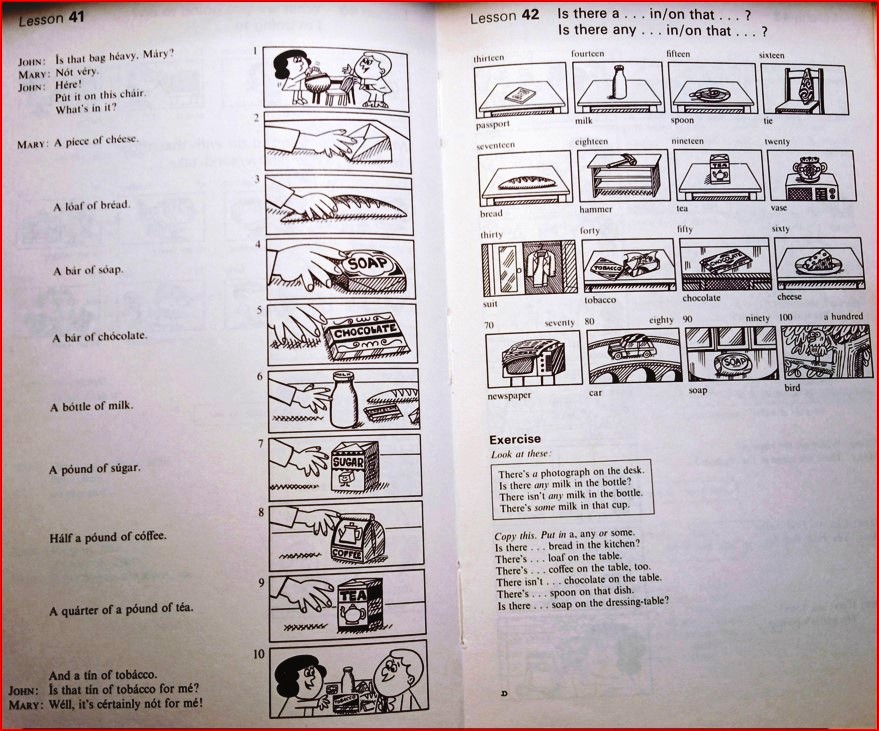 Lesson 41
JOHN: Ís that bag héavy, Máry?
MARY: Nót véry.
JOHN: Hére!
Pút it on this cháir.
What's ín it?
MARY: A piece of chéese.
A lóaf of bréad.
A bár of sóap.
A bár of chócolate.
A bóttle of mílk.
A póund of súgar.
Hálf a póund of cóffee.
A quárter of a póund of téa.
And a tín of tobácco.
JOHN: Ís that tín of tobácco for mé?
MARY: Wéll, it's cértainly nót for mé!
1
2
3
4
SOAP
5
CHOCOLATE
6
7
SUGAR
8
COFFEE
9
TEA
10
TOBACCO
Lesson 42 Is there a . . . in/on that . . . ?
Is there any . . . in/on that . . . ?
thirteen fourteen fifteen sixteen
passport milk spoon tie
seventeen eighteen nineteen twenty
TEA
bread hammer tea vase
thirty forty fifty sixty
TOBACCO CHOCOLATE
suit tobacco chocolate cheese
70 seventy 80 eighty 90 ninety 100 a hundred
SOAP
newspaper car soap bird
Exercise
Look at these:
There's a photograph on the desk.
Is there any milk in the bottle?
There isn't any milk in the bottle.
There's some milk in that cup.
Copy this. Put in a, any or some.
Is there . . . bread in the kitchen?
There's . . . loaf on the table.
There's . . . coffee on the table, too.
There isn't . . . chocolate on the table.
There's . . . spoon on that dish.
Is there . . . soap on the dressing-table?
D